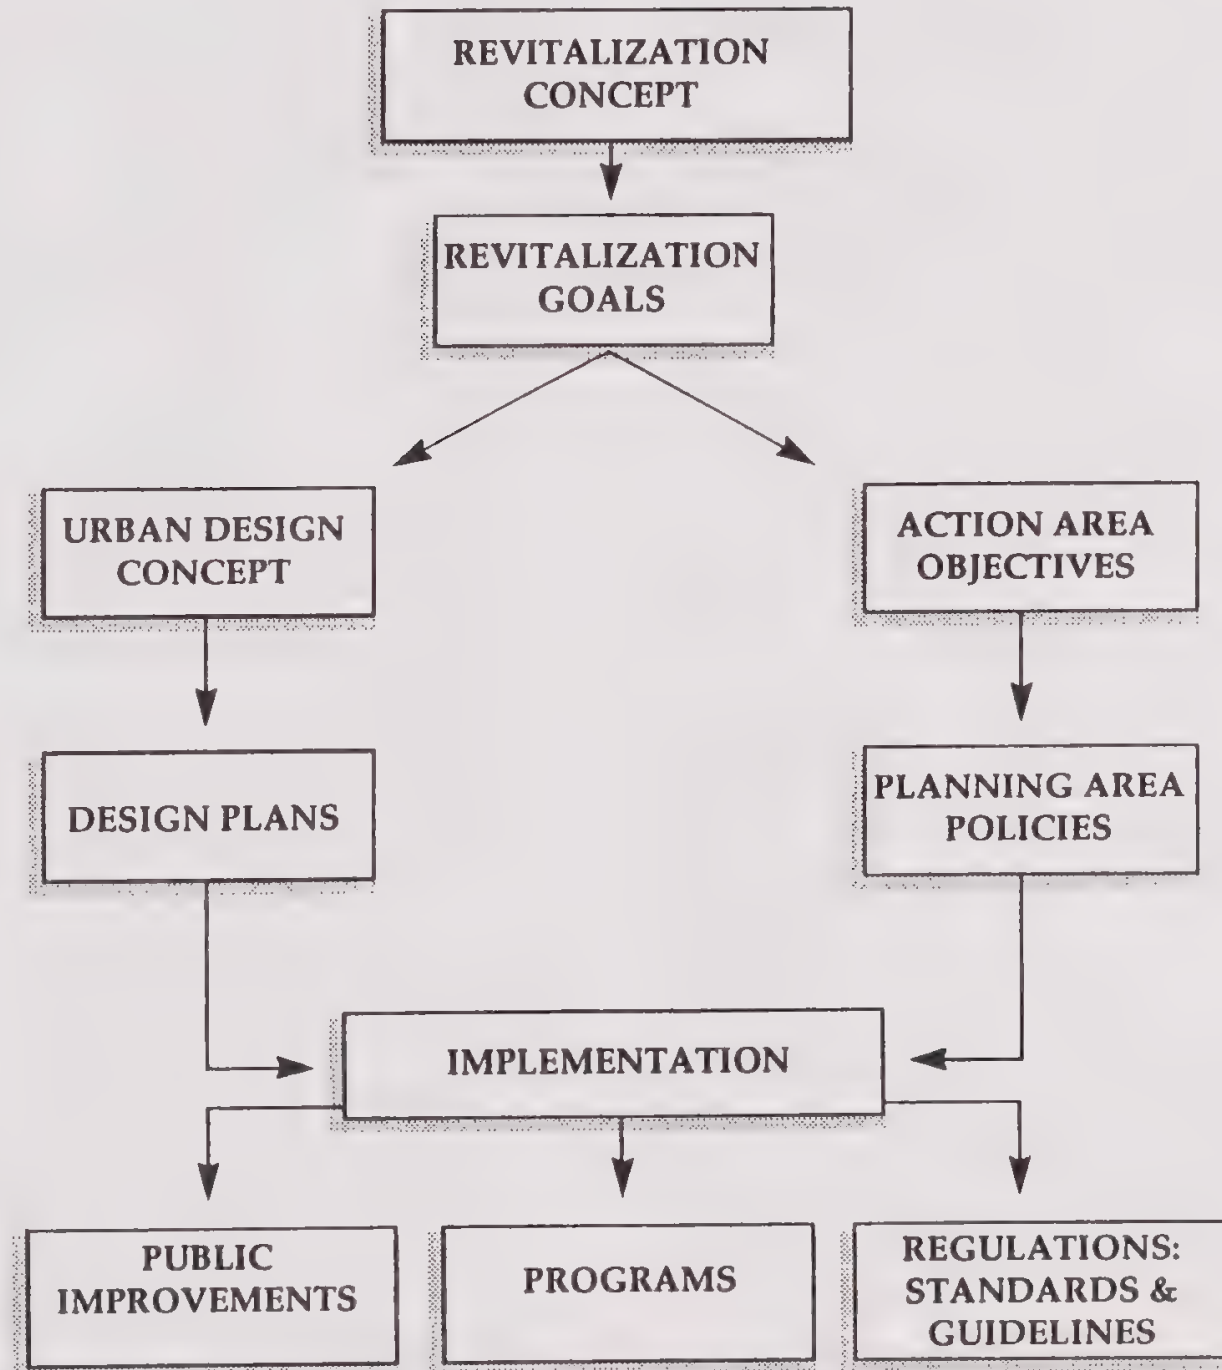 REVITALIZATION
CONCEPT
REVITALIZATION
GOALS
URBAN DESIGN
CONCEPT
ACTION AREA
OBJECTIVES
DESIGN PLANS
PLANNING AREA
POLICIES
IMPLEMENTATION
PUBLIC
IMPROVEMENTS
PROGRAMS
REGULATIONS:
STANDARDS &
GUIDELINES